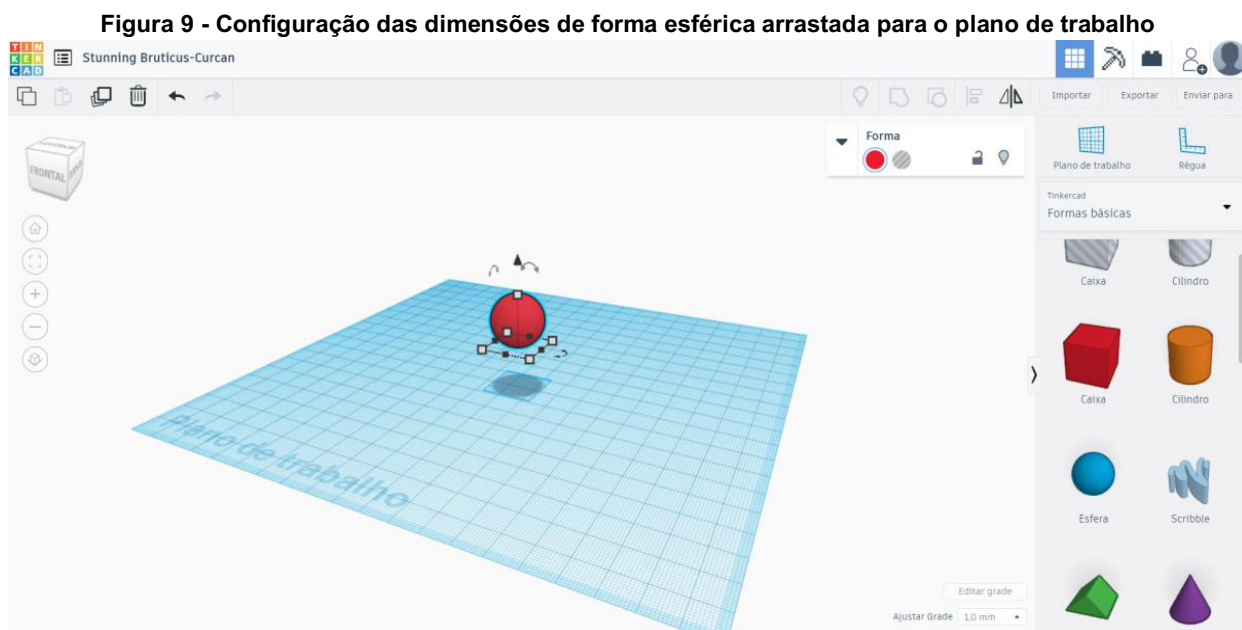 Figura 9 - Configuração das dimensões de forma esférica arrastada para o plano de trabalho
TIN
KER
CAD
Stunning Bruticus-Curcan
Importar Exportar Enviar para
Forma
FRONTAL
Plano de trabalho Régua
Tinkercad
Formas básicas
Caixa Cilindro
Caixa Cilindro
Plano de trabalho
Esfera Scribble
Editar grade
Ajustar Grade 1,0 mm